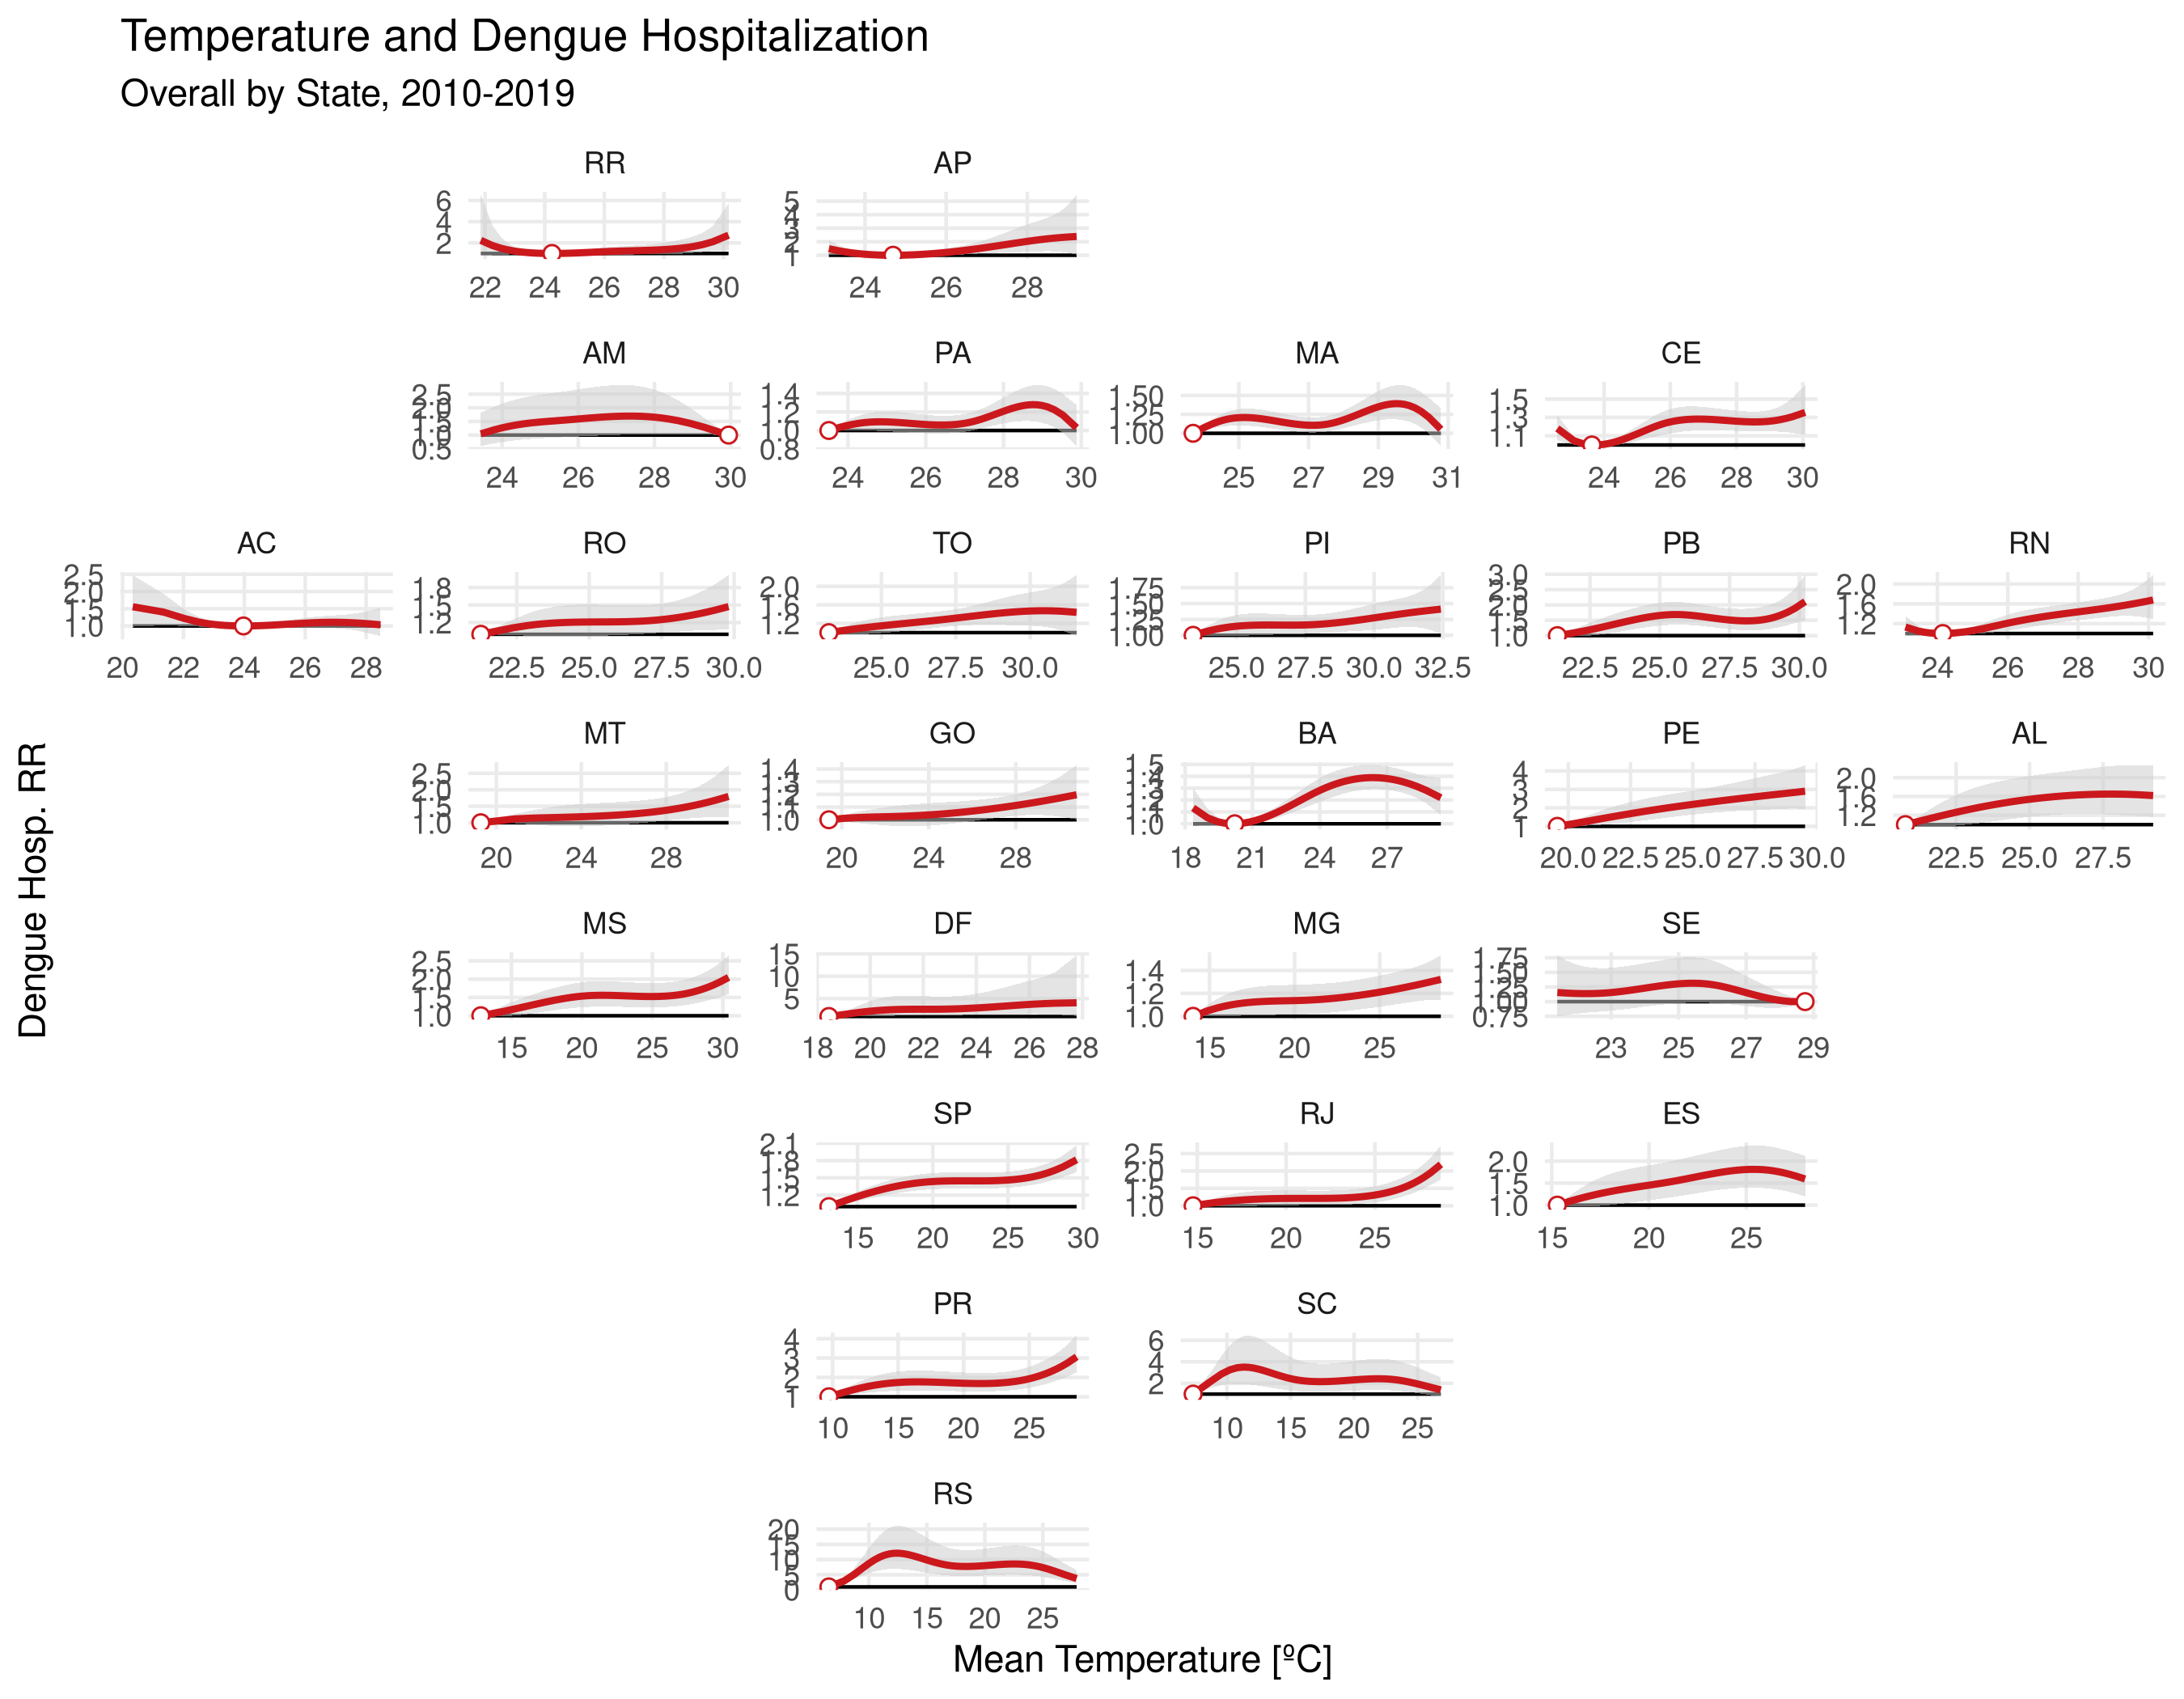 Temperature and Dengue Hospitalization
Overall by State, 2010-2019
RR
6
4
2
22 24 26 28 30
AP
5
4
3
2
1
24 26 28
AM
2.5
2.0
1.5
1.0
0.5
24 26 28 30
PA
1.4
1.2
1.0
0.8
24 26 28 30
MA
1.50
1.25
1.00
25 27 29 31
CE
1.5
1.3
1.1
24 26 28 30
AC
2.5
2.0
1.5
1.0
20 22 24 26 28
RO
1.8
1.5
1.2
22.5 25.0 27.5 30.0
TO
2.0
1.6
1.2
25.0 27.5 30.0
PI
1.75
1.50
1.25
1.00
25.0 27.5 30.0 32.5
PB
3.0
2.5
2.0
1.5
1.0
22.5 25.0 27.5 30.0
RN
2.0
1.6
1.2
24 26 28 30
MT
2.5
2.0
1.5
1.0
20 24 28
GO
1.4
1.3
1.2
1.1
1.0
20 24 28
BA
1.5
1.4
1.3
1.2
1.1
1.0
18 21 24 27
PE
4
3
2
1
20.0 22.5 25.0 27.5 30.0
AL
2.0
1.6
1.2
22.5 25.0 27.5
MS
2.5
2.0
1.5
1.0
15 20 25 30
DF
15
10
5
18 20 22 24 26 28
MG
1.4
1.2
1.0
15 20 25
SE
1.75
1.50
1.25
1.00
0.75
23 25 27 29
SP
2.1
1.8
1.5
1.2
15 20 25 30
RJ
2.5
2.0
1.5
1.0
15 20 25
ES
2.0
1.5
1.0
15 20 25
PR
4
3
2
1
10 15 20 25
SC
6
4
2
10 15 20 25
RS
20
15
10
5
0
10 15 20 25
Dengue Hosp. RR
Mean Temperature [ºC]